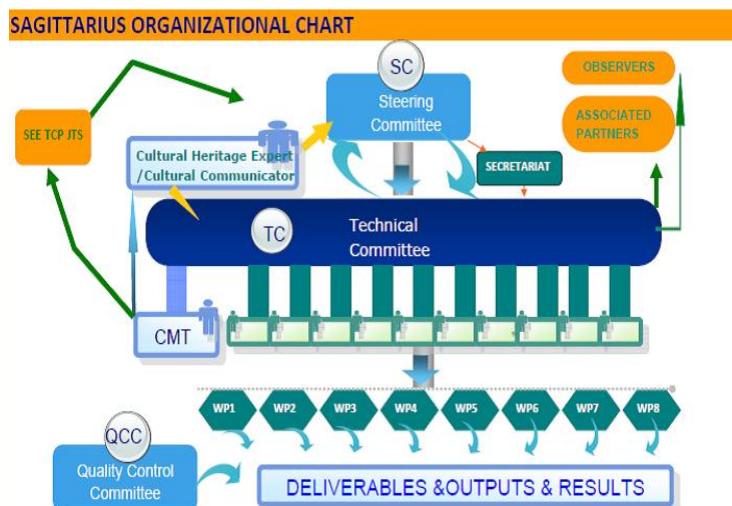 SAGITTARIUS ORGANIZATIONAL CHART
SC
Steering
Committee
OBSERVERS
ASSOCIATED
PARTNERS
SEE TCP JTS
Cultural Heritage Expert
/Cultural Communicator
SECRETARIAT
TC
Technical
Committee
CMT
WP1
WP2
WP3
WP4
WP5
WP6
WP7
WP8
QCC
Quality Control
Committee
DELIVERABLES &OUTPUTS & RESULTS